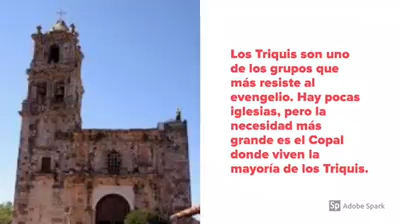 Los Triquis son uno
de los grupos que
más resiste al
evengelio. Hay pocas
iglesias, pero la
necesidad más
grande es el Copal
donde viven la
mayoría de los Triquis.
Sp Adobe Spark